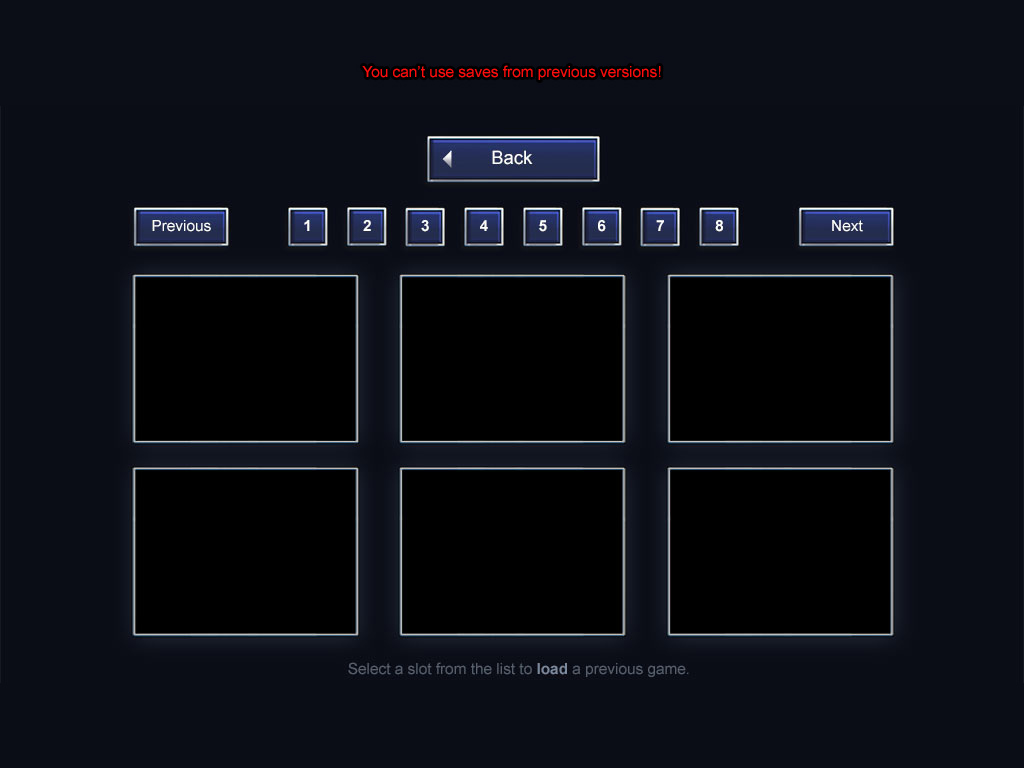 You can't use saves from previous versions!
Back
Previous 1 2 3 4 5 6 7 8 Next
Select a slot from the list to load a previous game.